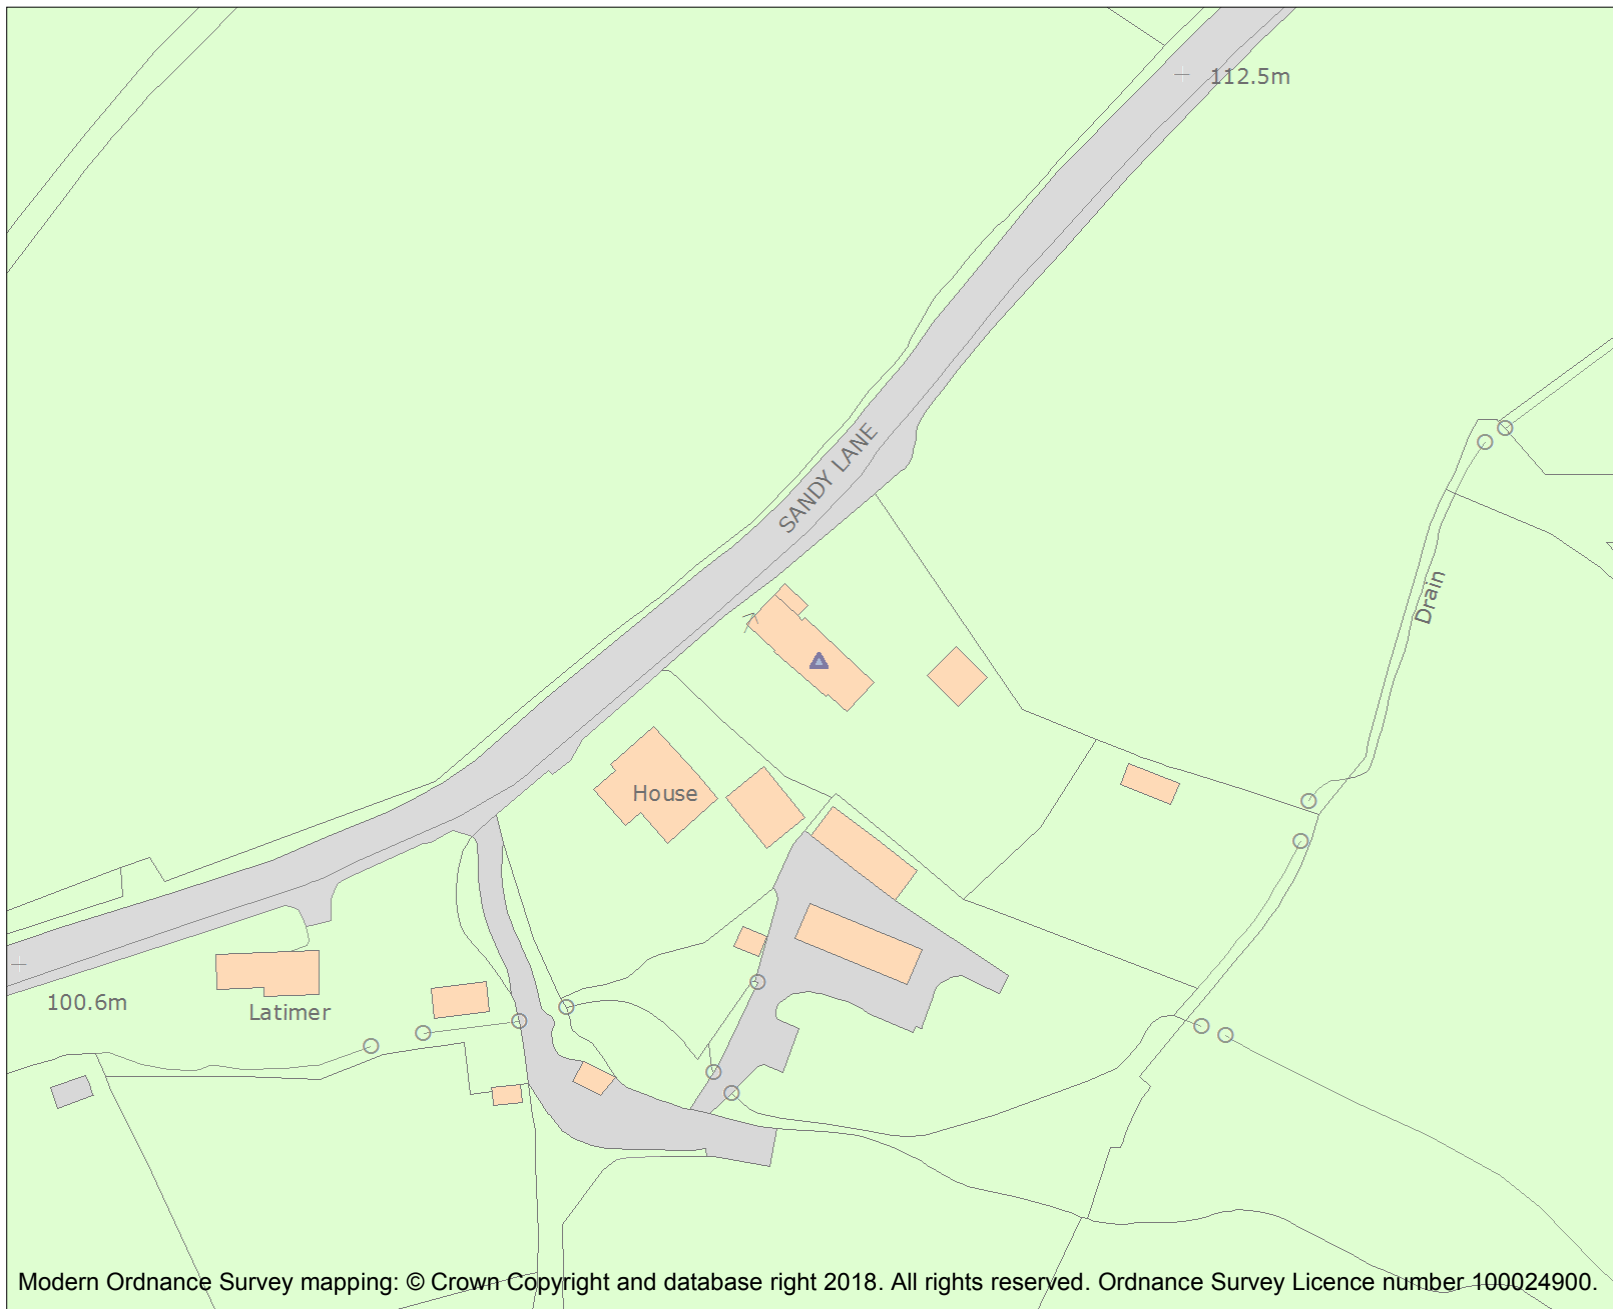 112.5m
SANDY LANE
Drain
House
100.6m
Latimer
Modern Ordnance Survey mapping: © Crown Copyright and database right 2018. All rights reserved. Ordnance Survey Licence number 100024900.